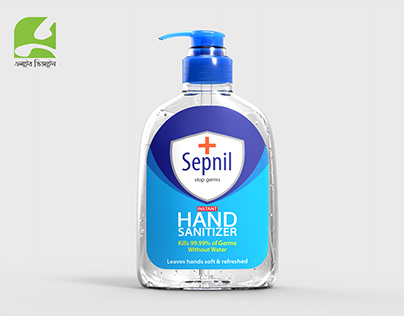 Sepnil
stop germs
INSTANT
HAND
SANITIZER
Kills 99.99% of Germs
Without Water
Leaves hands soft & refreshed